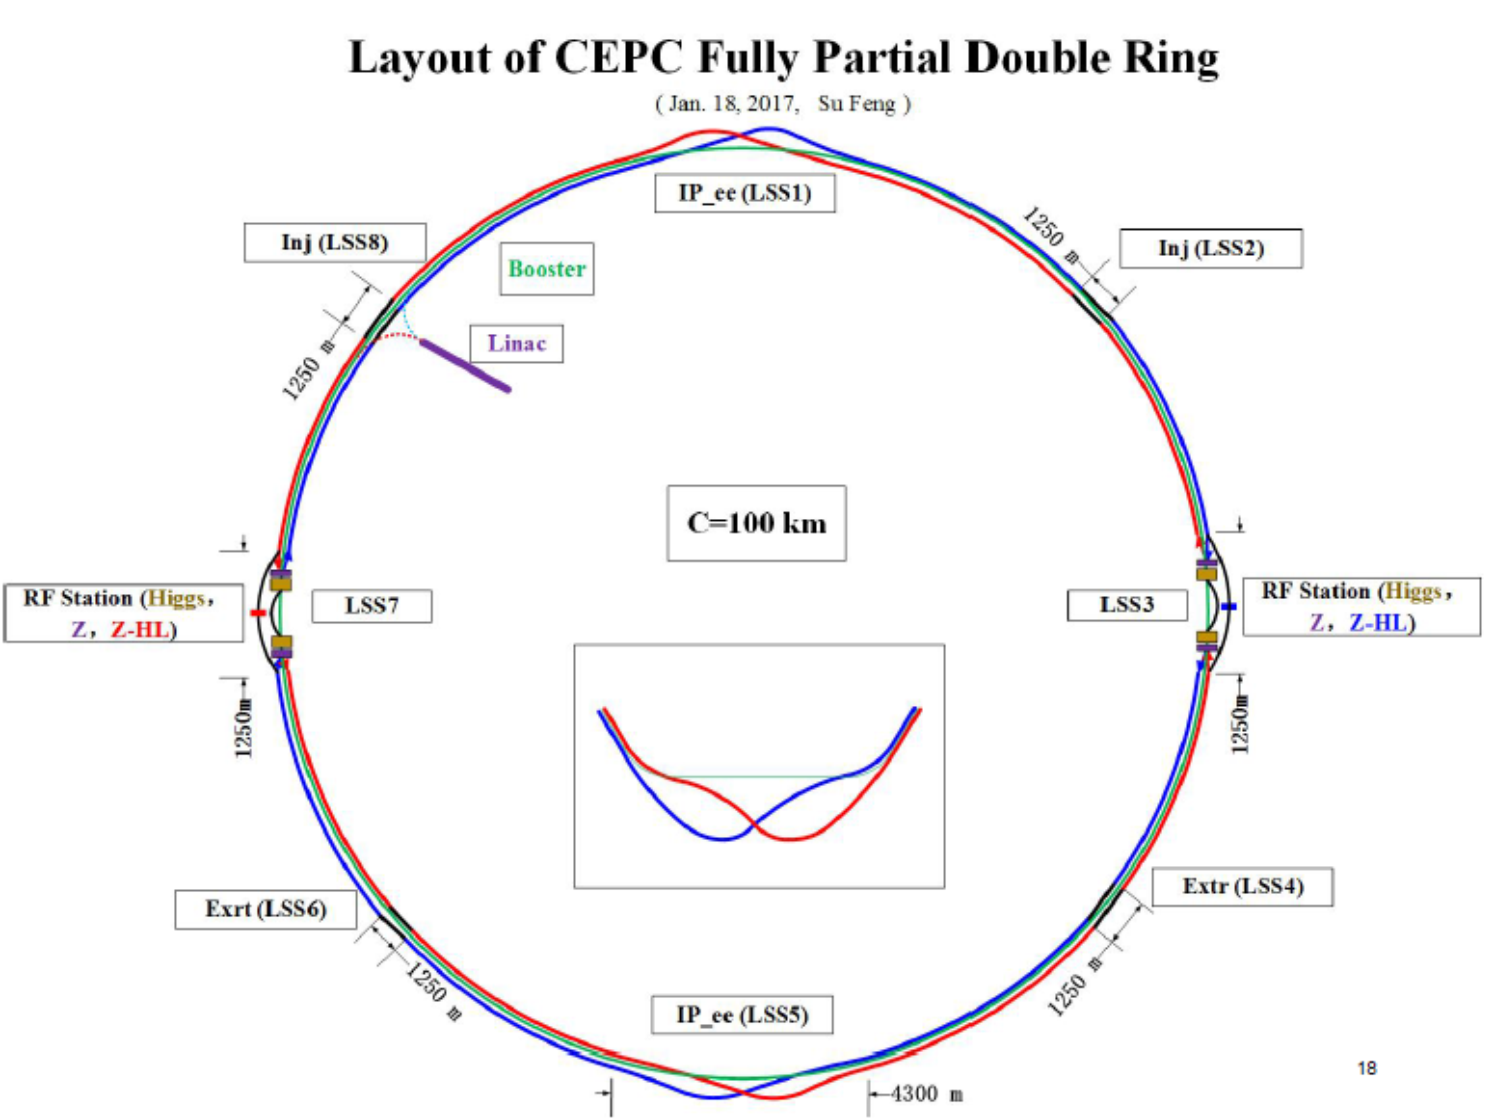 Layout of CEPC Fully Partial Double Ring
( Jan. 18, 2017,   Su Feng )
IP_ee (LSS1)
Inj (LSS8)
1250 m
Inj (LSS2)
1250 m
Booster
Linac
C=100 km
RF Station (Higgs,
Z, Z-HL)
LSS7
LSS3
RF Station (Higgs,
Z, Z-HL)
1250m
1250m
Exrt (LSS6)
1250 m
Extr (LSS4)
1250 m
IP_ee (LSS5)
4300 m
18